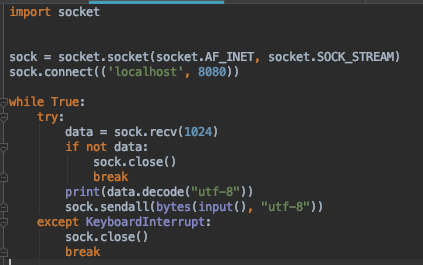 import socket
sock = socket.socket(socket.AF_INET, socket.SOCK_STREAM)
sock.connect(('localhost', 8080))
while True:
    try:
        data = sock.recv(1024)
        if not data:
            sock.close()
            break
        print(data.decode("utf-8"))
        sock.sendall(bytes(input(), "utf-8"))
    except KeyboardInterrupt:
        sock.close()
        break